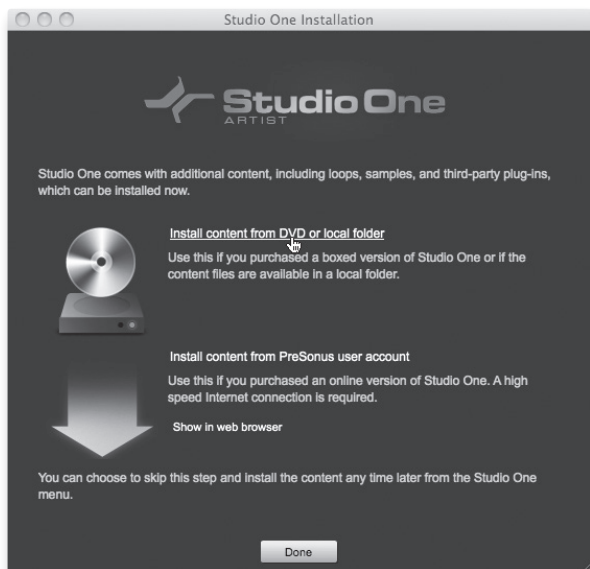 Studio One Installation
Studio One
ARTIST
Studio One comes with additional content, including loops, samples, and third-party plug-ins,
which can be installed now.
Install content from DVD or local folder
Use this if you purchased a boxed version of Studio One or if the
content files are available in a local folder.
Install content from PreSonus user account
Use this if you purchased an online version of Studio One. A high
speed Internet connection is required.
Show in web browser
You can choose to skip this step and install the content any time later from the Studio One
menu.
Done